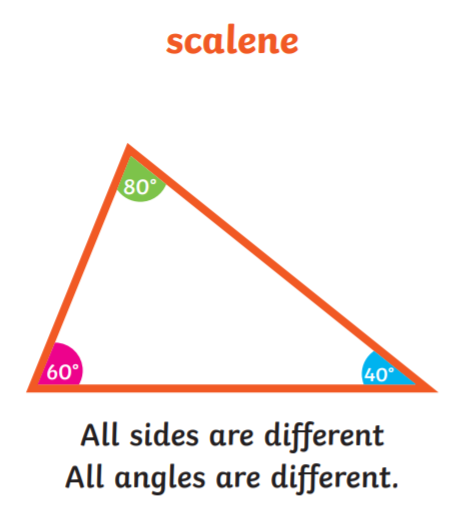 scalene
80°
60°
40°
All sides are different
All angles are different.